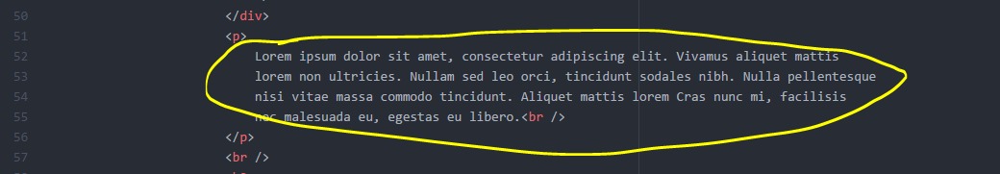 50 </div>
51 <p>
52 Lorem ipsum dolor sit amet, consectetur adipiscing elit. Vivamus aliquet mattis
53 lorem non ultricies. Nullam sed leo orci, tincidunt sodales nibh. Nulla pellentesque
54 nisi vitae massa commodo tincidunt. Aliquet mattis lorem Cras nunc mi, facilisis
55 nec malesuada eu, egestas eu libero.<br />
56 </p>
57 <br />